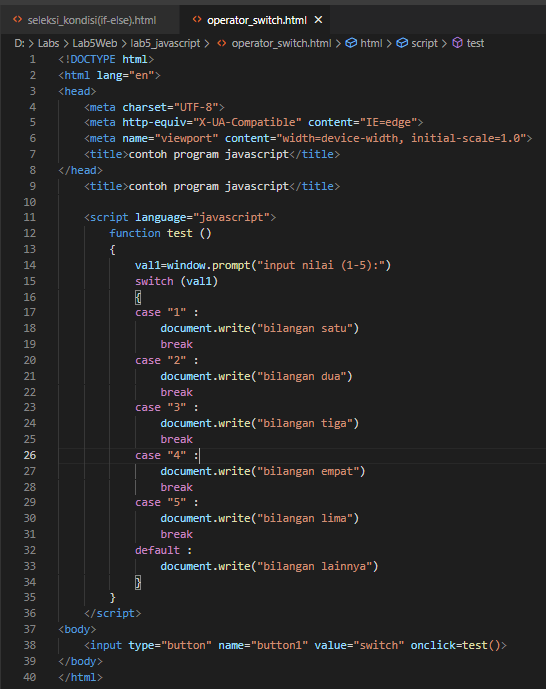 seleksi_kondisi(if-else).html operator_switch.html
D: > Labs > Lab5Web > lab5_javascript > operator_switch.html > html > script > test
1 <!DOCTYPE html>
2 <html lang="en">
3 <head>
4 <meta charset="UTF-8">
5 <meta http-equiv="X-UA-Compatible" content="IE=edge">
6 <meta name="viewport" content="width=device-width, initial-scale=1.0">
7 <title>contoh program javascript</title>
8 </head>
9 <title>contoh program javascript</title>
10
11 <script language="javascript">
12 function test ()
13 {
14 val1=window.prompt("input nilai (1-5):")
15 switch (val1)
16 {
17 case "1" :
18 document.write("bilangan satu")
19 break
20 case "2" :
21 document.write("bilangan dua")
22 break
23 case "3" :
24 document.write("bilangan tiga")
25 break
26 case "4" :
27 document.write("bilangan empat")
28 break
29 case "5" :
30 document.write("bilangan lima")
31 break
32 default :
33 document.write("bilangan lainnya")
34 }
35 }
36 </script>
37 <body>
38 <input type="button" name="button1" value="switch" onclick=test()>
39 </body>
40 </html>